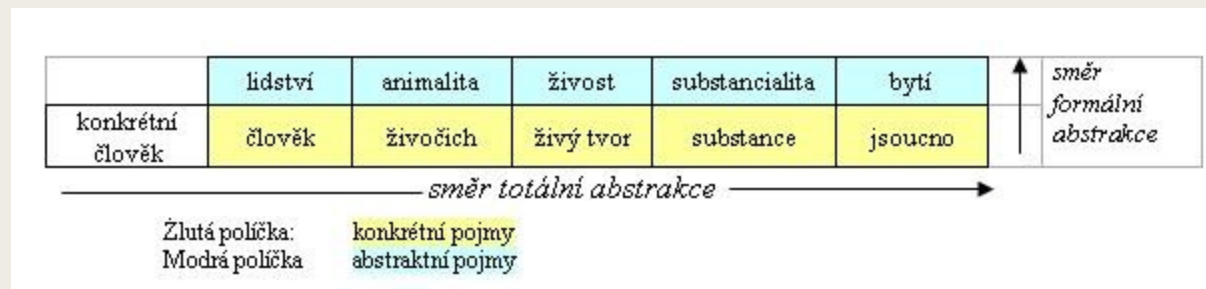 lidství animalita živost substancialita bytí
směr
formální
abstrakce
konkrétní
člověk
člověk živočich živý tvor substance jsoucno
směr totální abstrakce
Žlutá políčka: konkrétní pojmy
Modrá políčka abstraktní pojmy